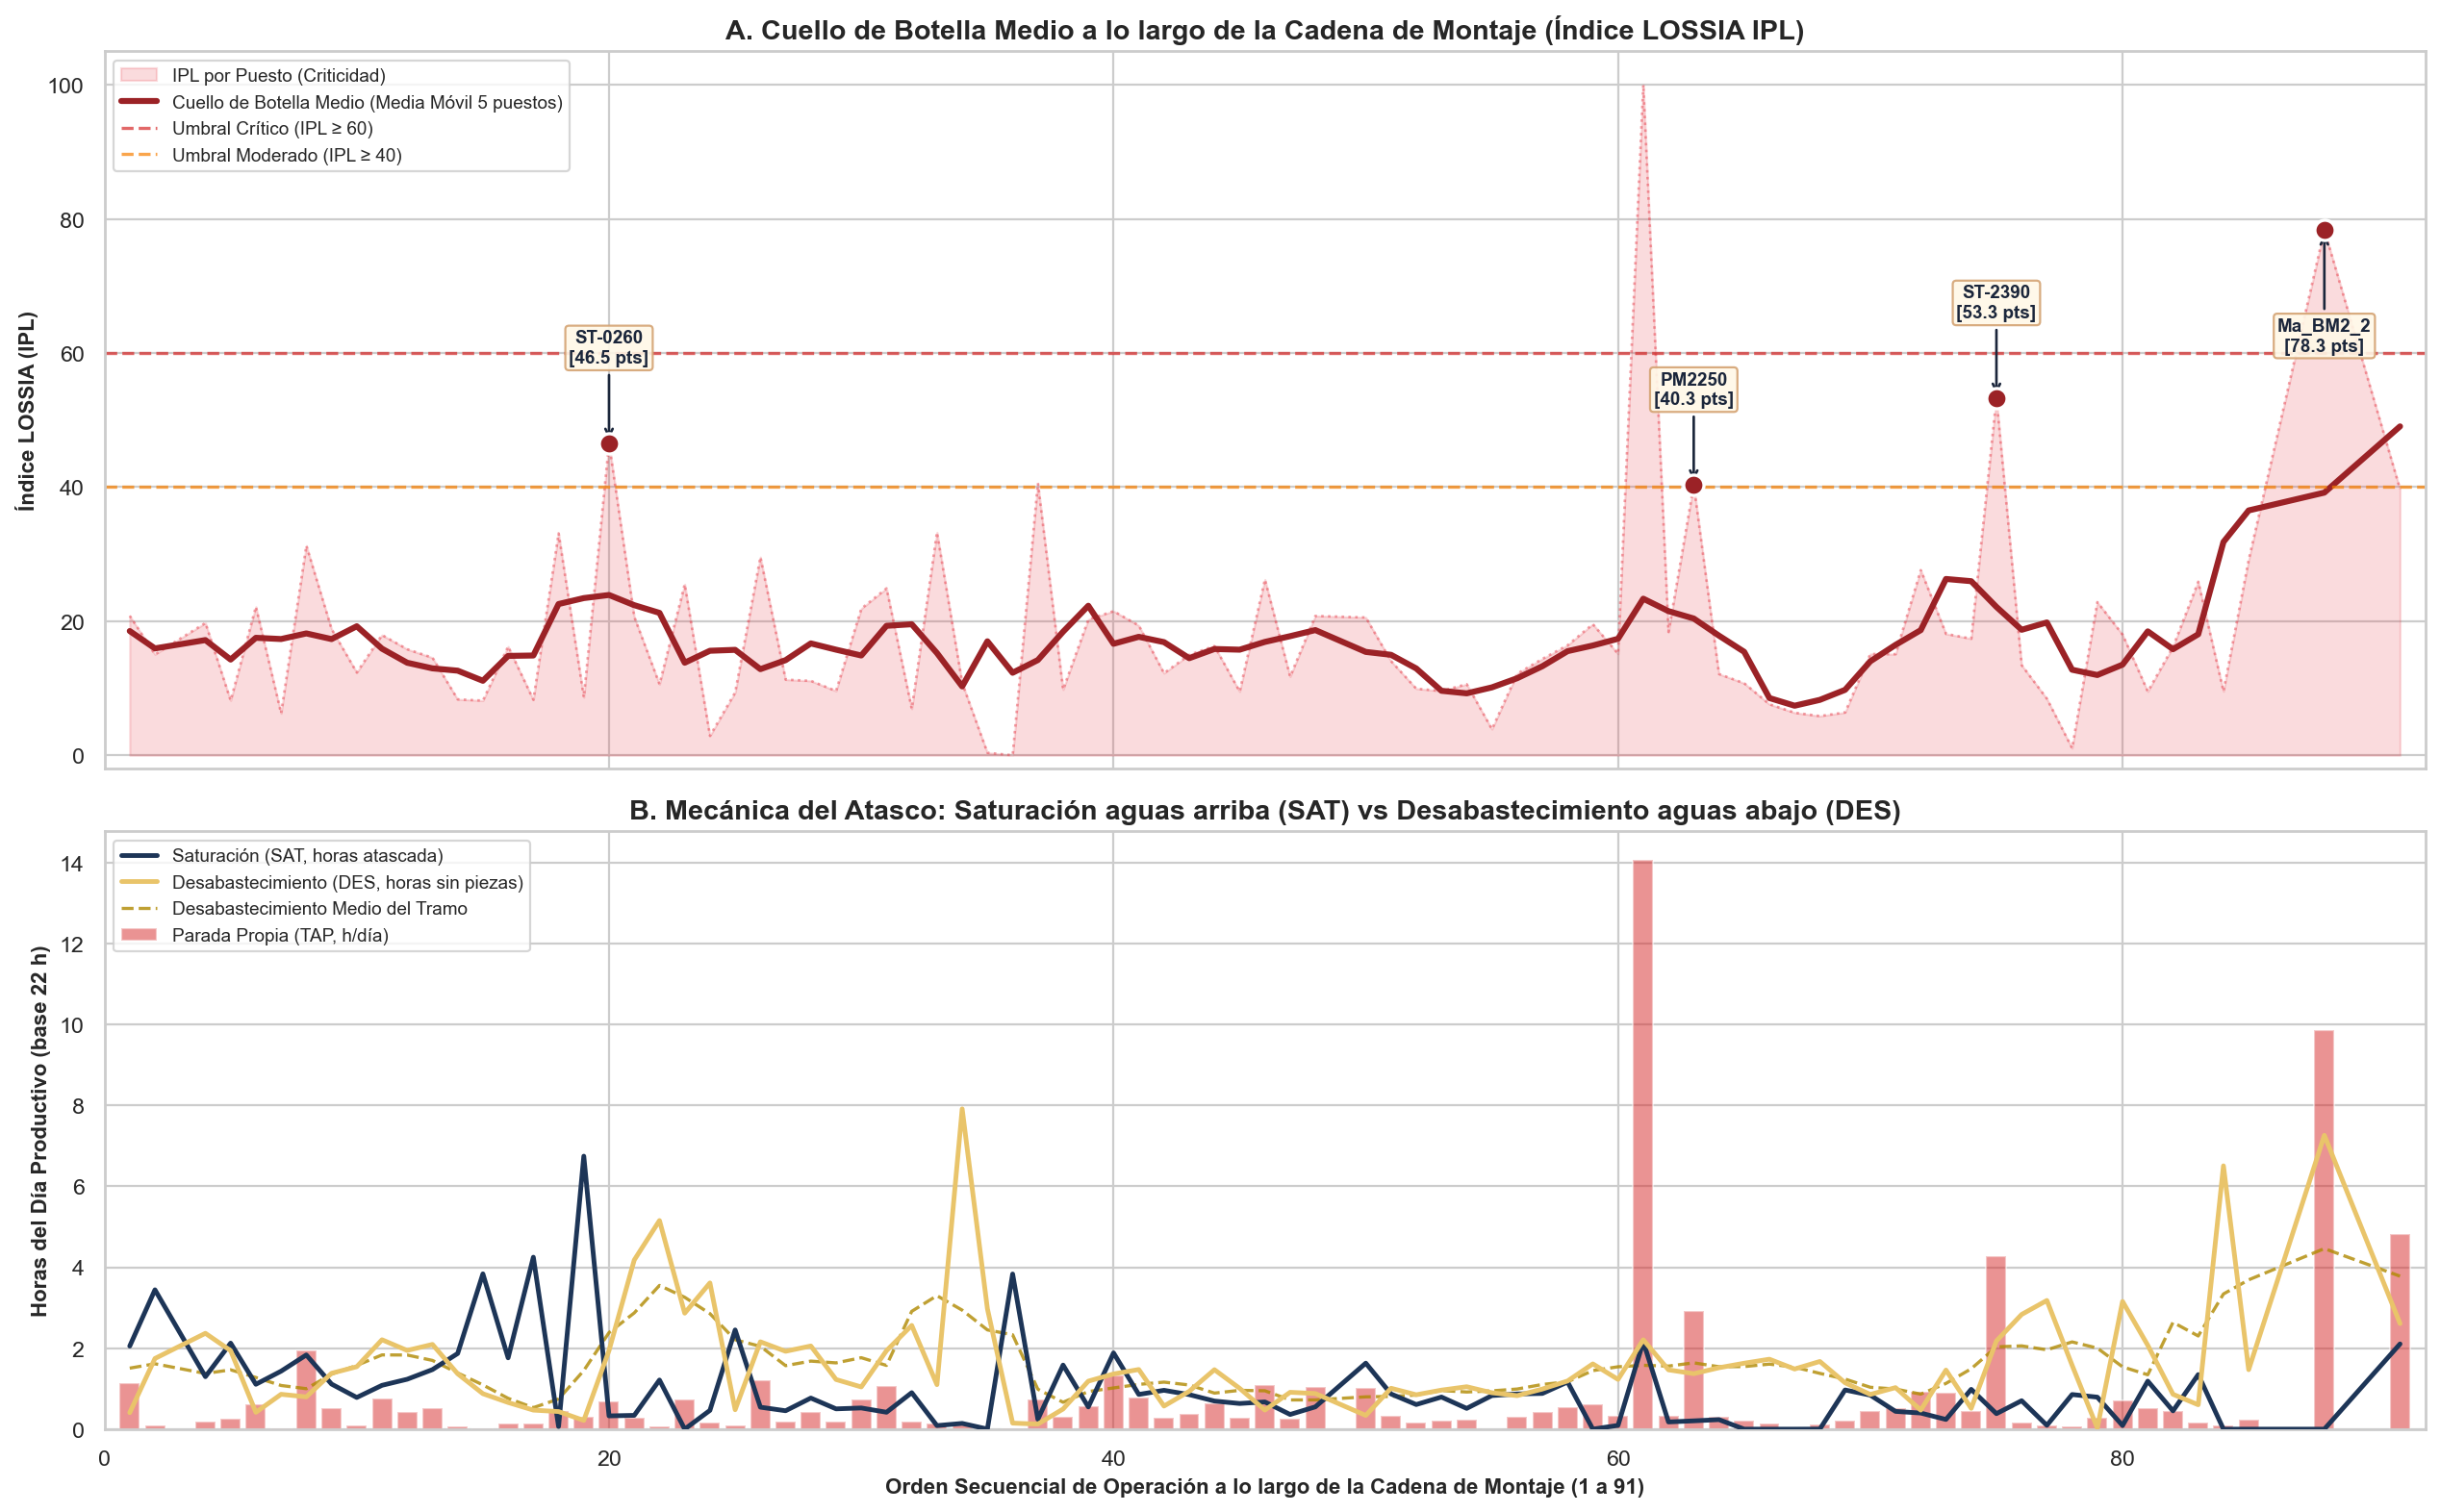 A. Cuello de Botella Medio a lo largo de la Cadena de Montaje (Índice LOSSIA IPL)
Índice LOSSIA (IPL)
100
80
60
40
20
0
IPL por Puesto (Criticidad)
Cuello de Botella Medio (Media Móvil 5 puestos)
Umbral Crítico (IPL ≥ 60)
Umbral Moderado (IPL ≥ 40)
ST-0260
[46.5 pts]
PM2250
[40.3 pts]
ST-2390
[53.3 pts]
Ma_BM2_2
[78.3 pts]
B. Mecánica del Atasco: Saturación aguas arriba (SAT) vs Desabastecimiento aguas abajo (DES)
Horas del Día Productivo (base 22 h)
14
12
10
8
6
4
2
0
Saturación (SAT, horas atascada)
Desabastecimiento (DES, horas sin piezas)
Desabastecimiento Medio del Tramo
Parada Propia (TAP, h/día)
0
20
40
60
80
Orden Secuencial de Operación a lo largo de la Cadena de Montaje (1 a 91)